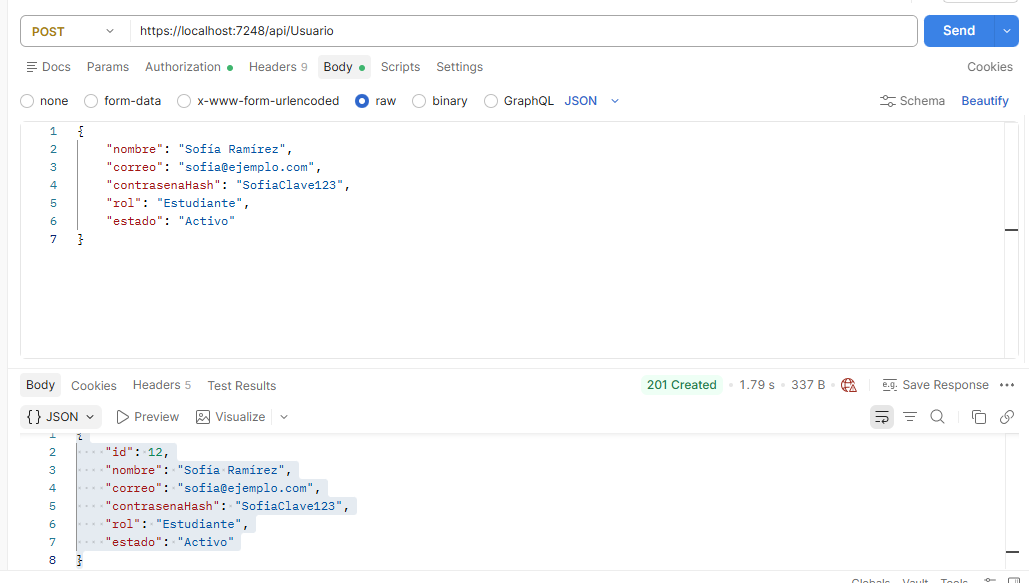 POST https://localhost:7248/api/Usuario Send
Docs Params Authorization Headers 9 Body Scripts Settings Cookies
none form-data x-www-form-urlencoded raw binary GraphQL JSON Schema Beautify
1 {
2 "nombre": "Sofía Ramírez",
3 "correo": "sofia@ejemplo.com",
4 "contrasenaHash": "SofiaClave123",
5 "rol": "Estudiante",
6 "estado": "Activo"
7 }
Body Cookies Headers 5 Test Results 201 Created • 1.79 s • 337 B • e.g. Save Response
{ } JSON Preview Visualize
1 {
2 "id": 12,
3 "nombre": "Sofía Ramírez",
4 "correo": "sofia@ejemplo.com",
5 "contrasenaHash": "SofiaClave123",
6 "rol": "Estudiante",
7 "estado": "Activo"
8 }
Globals Vault Tools